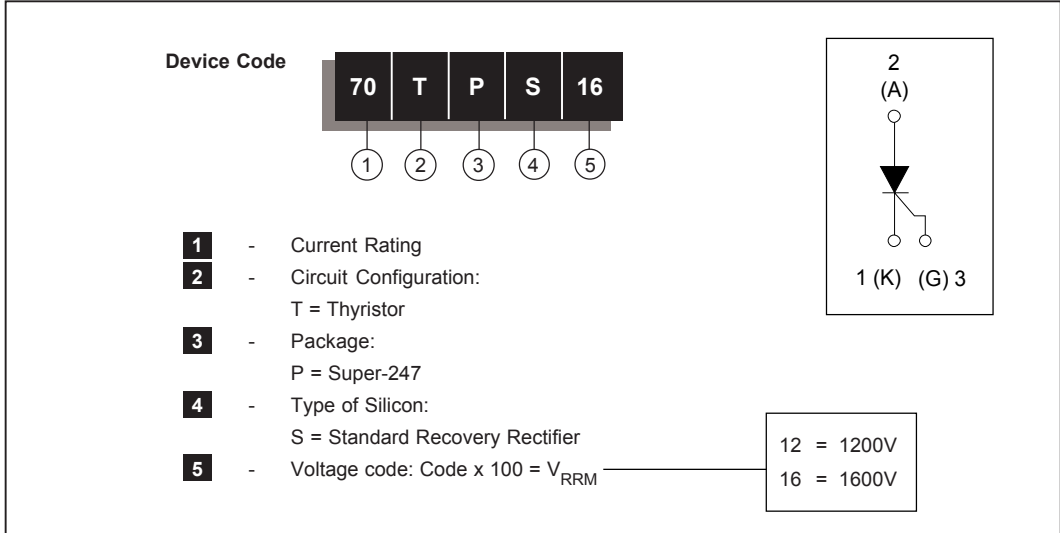 Device Code
70 T P S 16
1 2 3 4 5
1 - Current Rating
2 - Circuit Configuration:
T = Thyristor
3 - Package:
P = Super-247
4 - Type of Silicon:
S = Standard Recovery Rectifier
5 - Voltage code: Code x 100 = VRRM
12 = 1200V
16 = 1600V
2
(A)
1 (K) (G) 3